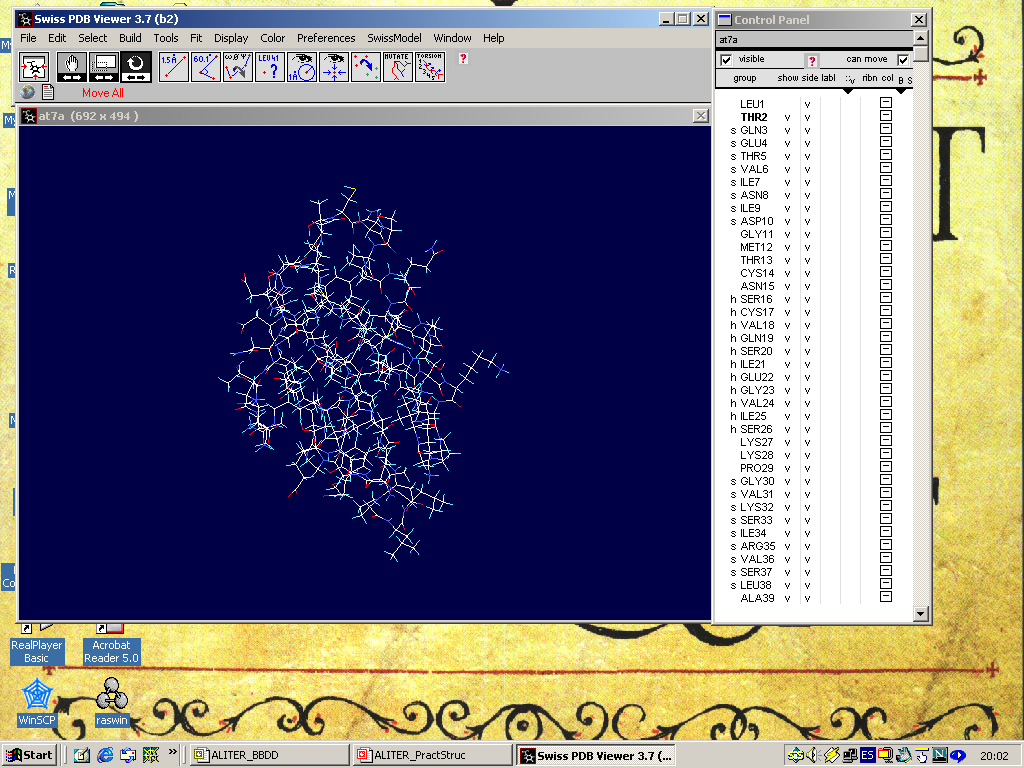 Swiss PDB Viewer 3.7 (b2)
File Edit Select Build Tools Fit Display Color Preferences SwissModel Window Help
1.5Å 60.1° ω Φ Ψ LEU41 ? 1Å MUTATE TORSION ?
Move All
at7a (692 x 494 )
Control Panel
at7a
visible ? can move
group show side labl ::v ribn col B S
LEU1 v
THR2 v v
s GLN3 v v
s GLU4 v v
s THR5 v v
s VAL6 v v
s ILE7 v v
s ASN8 v v
s ILE9 v v
s ASP10 v v
GLY11 v v
MET12 v v
THR13 v v
CYS14 v v
ASN15 v v
h SER16 v v
h CYS17 v v
h VAL18 v v
h GLN19 v v
h SER20 v v
h ILE21 v v
h GLU22 v v
h GLY23 v v
h VAL24 v v
h ILE25 v v
h SER26 v v
LYS27 v v
LYS28 v v
PRO29 v v
s GLY30 v v
s VAL31 v v
s LYS32 v v
s SER33 v v
s ILE34 v v
s ARG35 v v
s VAL36 v v
s SER37 v v
s LEU38 v v
ALA39 v v
RealPlayer
Basic
Acrobat
Reader 5.0
WinSCP
raswin
Start
ALITER_BBDD
ALITER_PractStruc
Swiss PDB Viewer 3.7 (...
ES
20:02